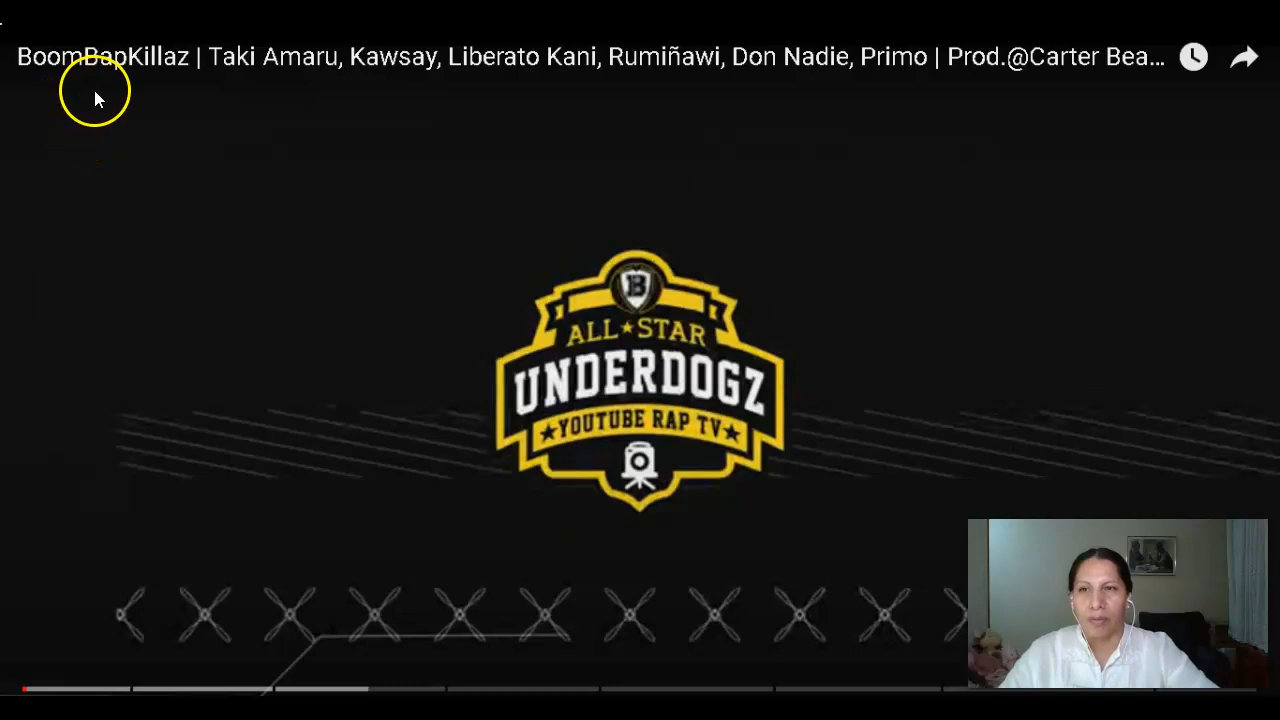 BoomBapKillaz | Taki Amaru, Kawsay, Liberato Kani, Rumiñawi, Don Nadie, Primo | Prod.@Carter Bea...
B
ALL★STAR
UNDERDOGZ
★YOUTUBE RAP TV★